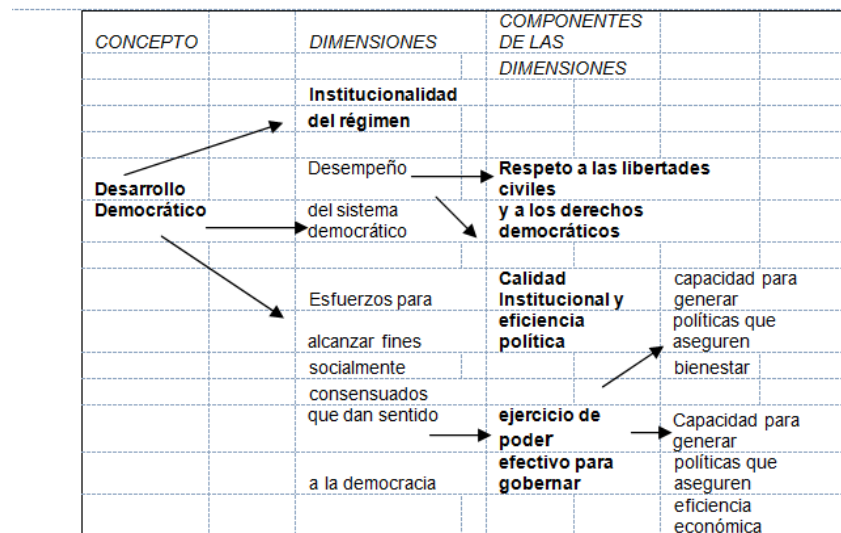 CONCEPTO
DIMENSIONES
COMPONENTES
DE LAS
DIMENSIONES
Institucionalidad
del régimen
Desarrollo
Democrático
Desempeño
del sistema
democrático
Respeto a las libertades
civiles
y a los derechos
democráticos
Esfuerzos para
alcanzar fines
socialmente
consensuados
que dan sentido
a la democracia
Calidad
Institucional y
eficiencia
política
capacidad para
generar
políticas que
aseguren
bienestar
ejercicio de
poder
efectivo para
gobernar
Capacidad para
generar
políticas que
aseguren
eficiencia
económica